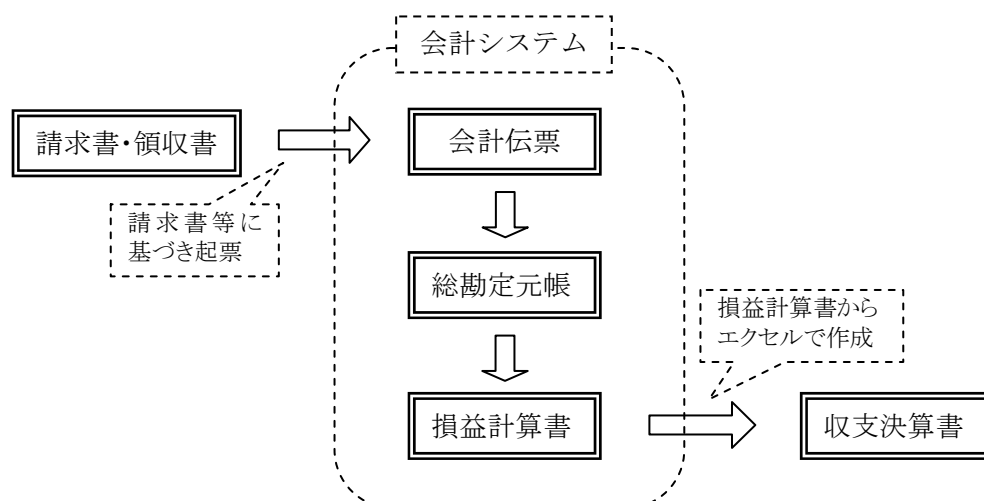 会計システム
請求書・領収書
会計伝票
請求書等に
基づき起票
総勘定元帳
損益計算書から
エクセルで作成
損益計算書
収支決算書